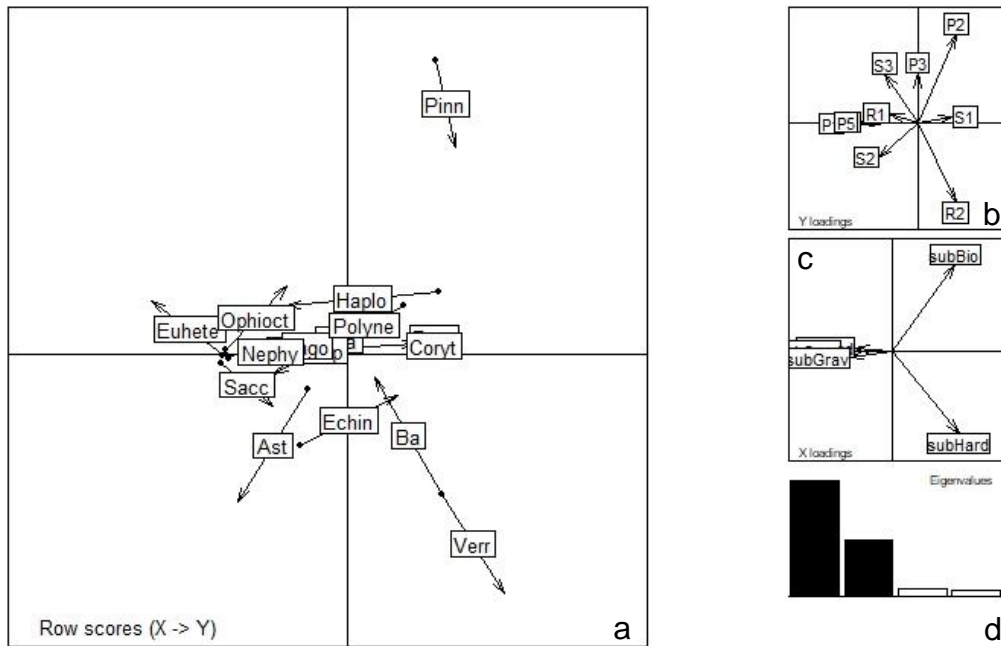 Pinn
Haplo
Ophioct
Polyne
Euhete
Coryt
Nephy
Sacc
Echin
Ast
Ba
Verr
Row scores (X -> Y)
a
P2
S3
P3
R1
S1
P5
S2
R2
Y loadings
b
c
subBio
subGrav
subHard
X loadings
Eigenvalues
d